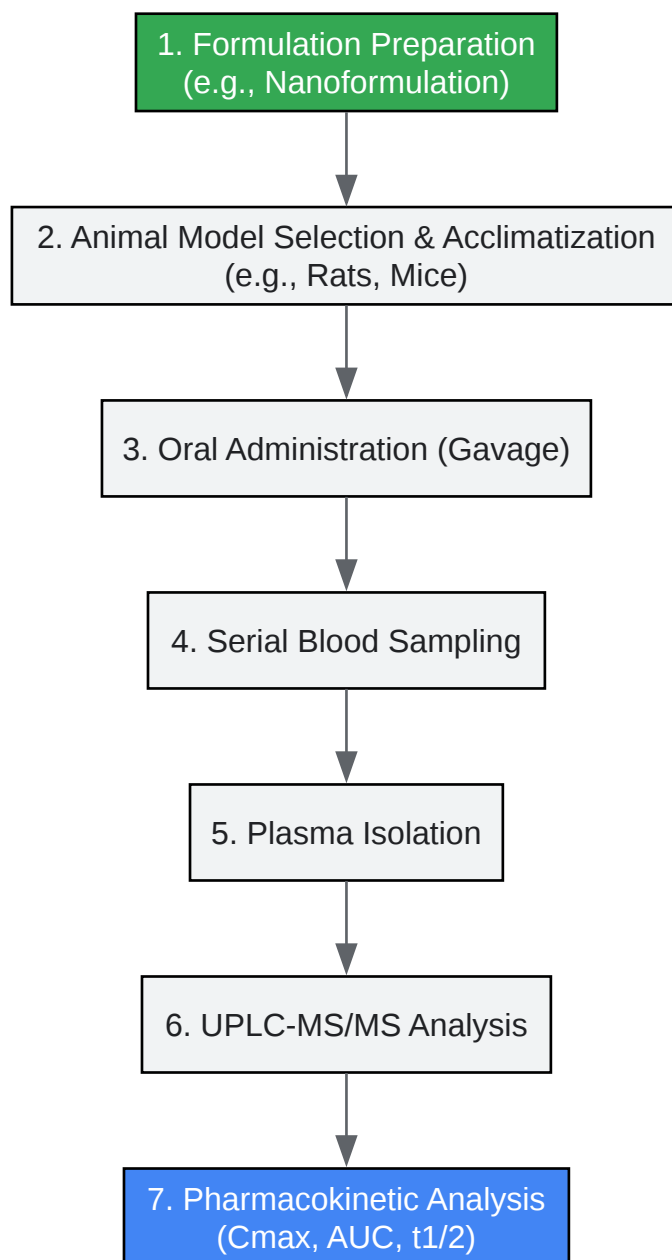 1. Formulation Preparation
(e.g., Nanoformulation)
2. Animal Model Selection & Acclimatization
(e.g., Rats, Mice)
3. Oral Administration (Gavage)
4. Serial Blood Sampling
5. Plasma Isolation
6. UPLC-MS/MS Analysis
7. Pharmacokinetic Analysis
(Cmax, AUC, t1/2)